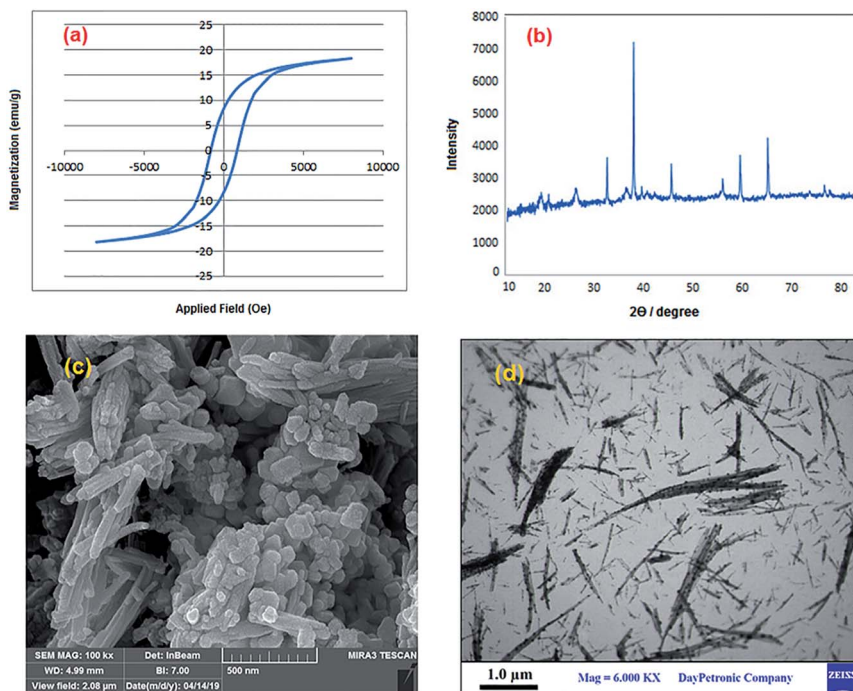 (a)
25
20
15
10
5
0
-5
-10
-15
-20
-25
-10000 -5000 0 5000 10000
Magnetization (emu/g)
Applied Field (Oe)
(b)
8000
7000
6000
5000
4000
3000
2000
1000
0
10 20 30 40 50 60 70 80
Intensity
2Θ / degree
(c)
SEM MAG: 100 kx Det: InBeam MIRA3 TESCAN
WD: 4.99 mm BI: 7.00 500 nm
View field: 2.08 µm Date(m/d/y): 04/14/19
(d)
1.0 µm Mag = 6.000 KX DayPetronic Company ZEISS